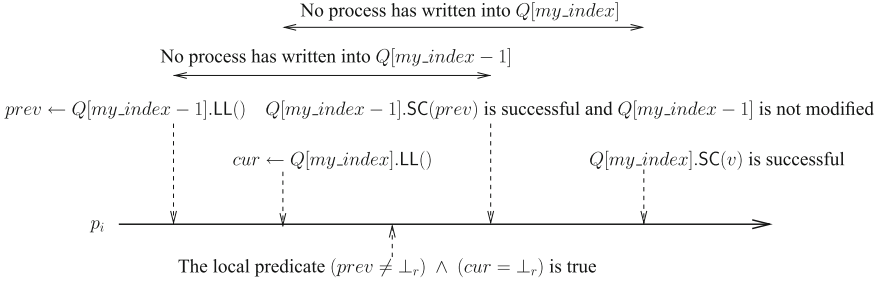 No process has written into Q[my_index]
No process has written into Q[my_index − 1]
prev ← Q[my_index−1].LL() Q[my_index−1].SC(prev) is successful and Q[my_index−1] is not modified
cur ← Q[my_index].LL() Q[my_index].SC(v) is successful
p_i
The local predicate (prev ≠ ⊥_r) ∧ (cur = ⊥_r) is true